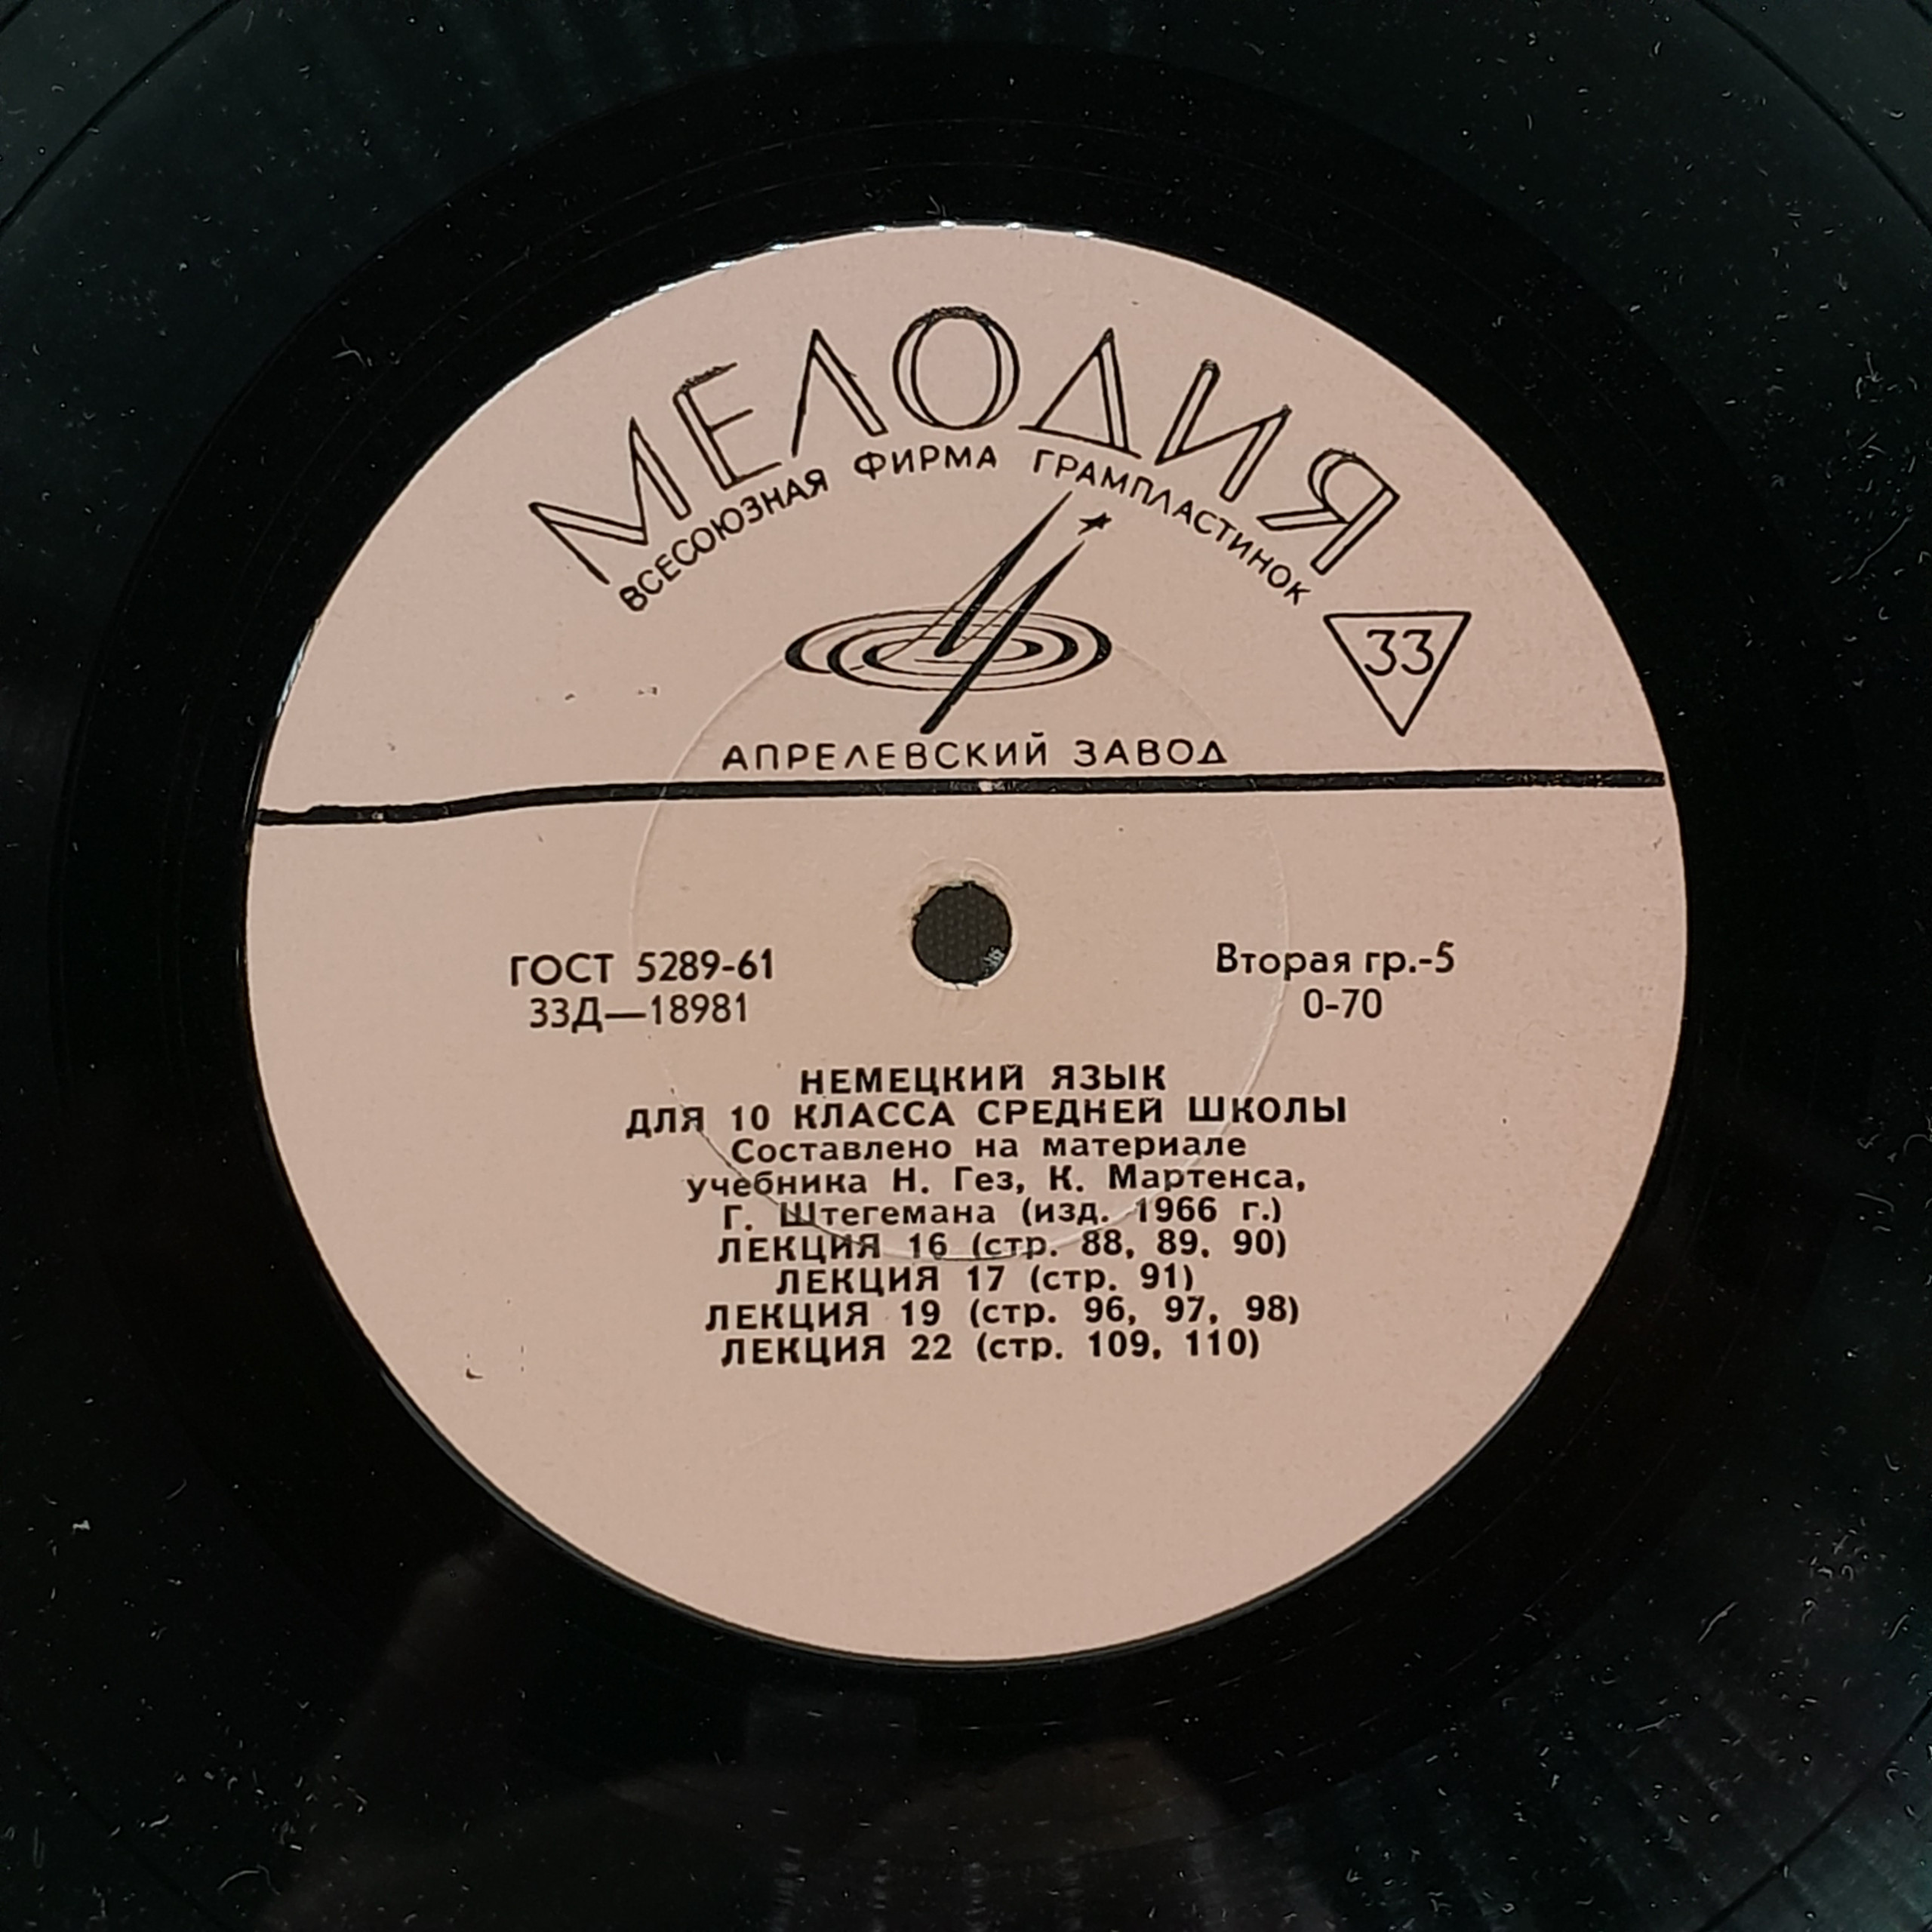 МЕЛОДИЯ
ВСЕСОЮЗНАЯ ФИРМА ГРАМПЛАСТИНОК
33
АПРЕЛЕВСКИЙ ЗАВОД
ГОСТ 5289-61
33Д—18981
Вторая гр.-5
0-70
НЕМЕЦКИЙ ЯЗЫК
ДЛЯ 10 КЛАССА СРЕДНЕЙ ШКОЛЫ
Составлено на материале
учебника Н. Гез, К. Мартенса,
Г. Штегемана (изд. 1966 г.)
ЛЕКЦИЯ 16 (стр. 88, 89, 90)
ЛЕКЦИЯ 17 (стр. 91)
ЛЕКЦИЯ 19 (стр. 96, 97, 98)
ЛЕКЦИЯ 22 (стр. 109, 110)